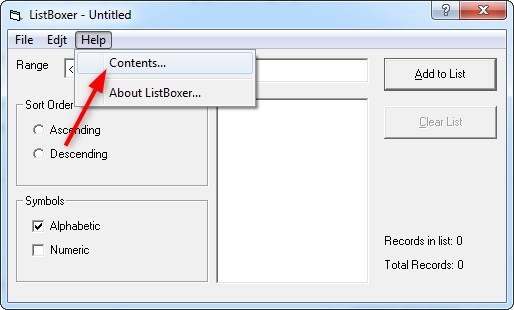 ListBoxer - Untitled
File Edjt Help
Range <
Contents...
About ListBoxer...
Add to List
Clear List
Sort Order
Ascending
Descending
Symbols
Alphabetic
Numeric
Records in list: 0
Total Records: 0